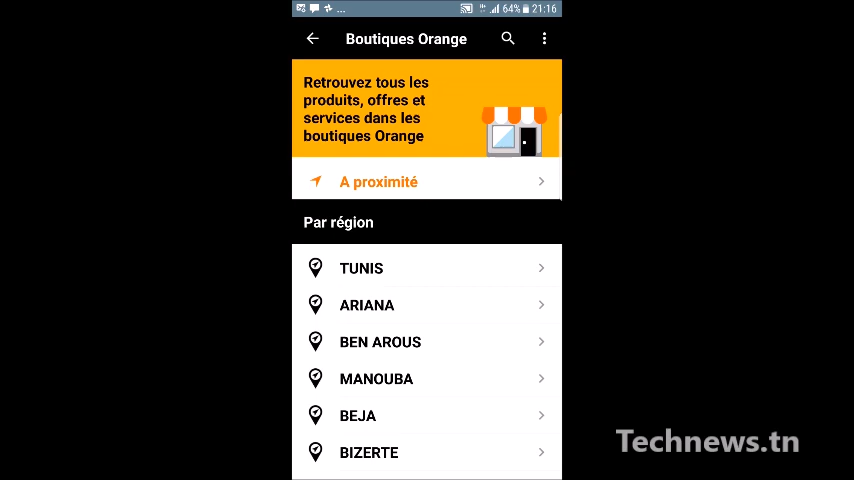 ... 64% 21:16
Boutiques Orange
Retrouvez tous les
produits, offres et
services dans les
boutiques Orange
A proximité
Par région
TUNIS
ARIANA
BEN AROUS
MANOUBA
BEJA
BIZERTE
Technews.tn